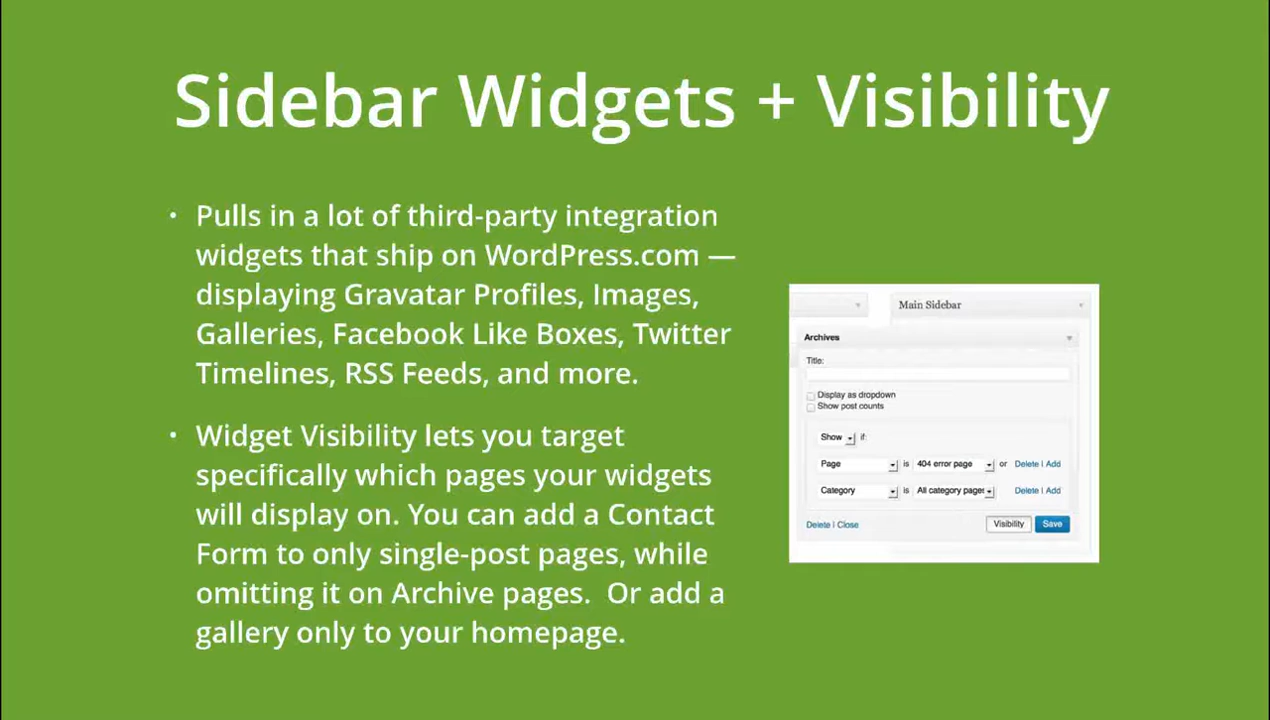 Sidebar Widgets + Visibility
• Pulls in a lot of third-party integration
widgets that ship on WordPress.com —
displaying Gravatar Profiles, Images,
Galleries, Facebook Like Boxes, Twitter
Timelines, RSS Feeds, and more.
• Widget Visibility lets you target
specifically which pages your widgets
will display on. You can add a Contact
Form to only single-post pages, while
omitting it on Archive pages.  Or add a
gallery only to your homepage.
Main Sidebar
Archives
Title:
Display as dropdown
Show post counts
Show if:
Page is 404 error page or Delete | Add
Category is All category pages Delete | Add
Delete | Close Visibility Save